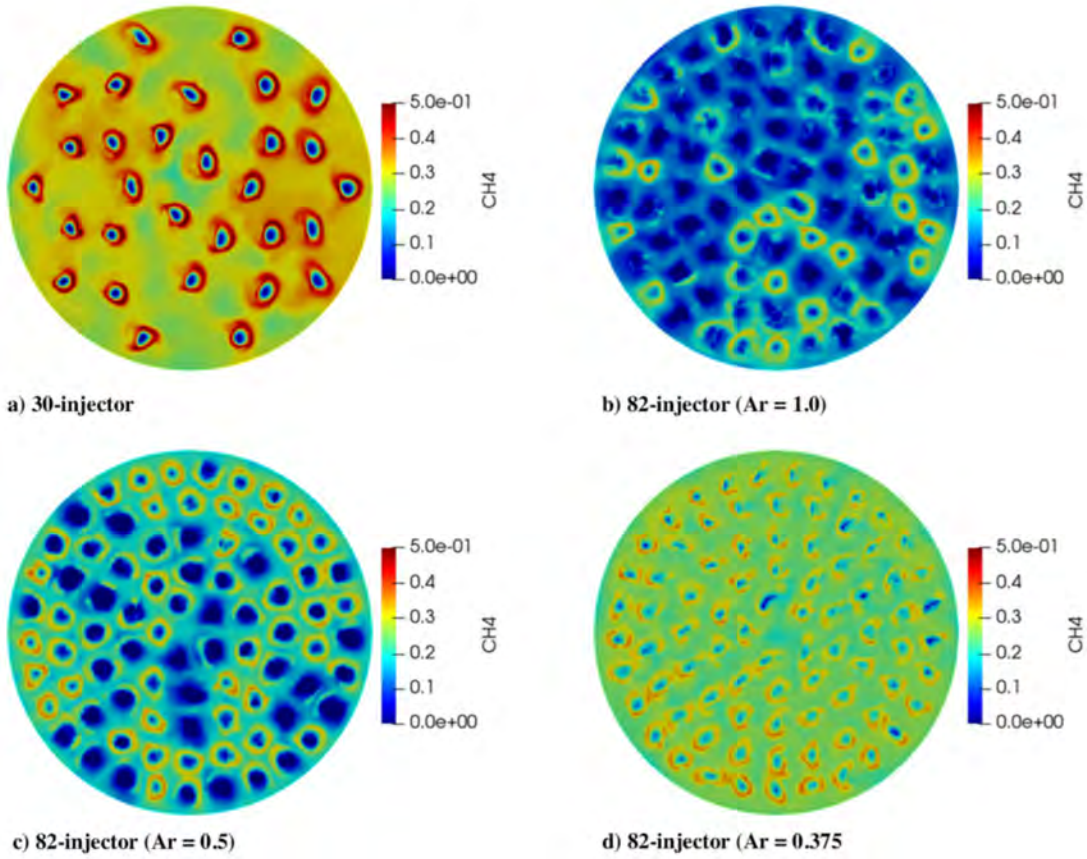 5.0e-01
0.4
0.3
0.2
0.1
0.0e+00
CH4
5.0e-01
0.4
0.3
0.2
0.1
0.0e+00
CH4
a) 30-injector
b) 82-injector (Ar = 1.0)
5.0e-01
0.4
0.3
0.2
0.1
0.0e+00
CH4
5.0e-01
0.4
0.3
0.2
0.1
0.0e+00
CH4
c) 82-injector (Ar = 0.5)
d) 82-injector (Ar = 0.375